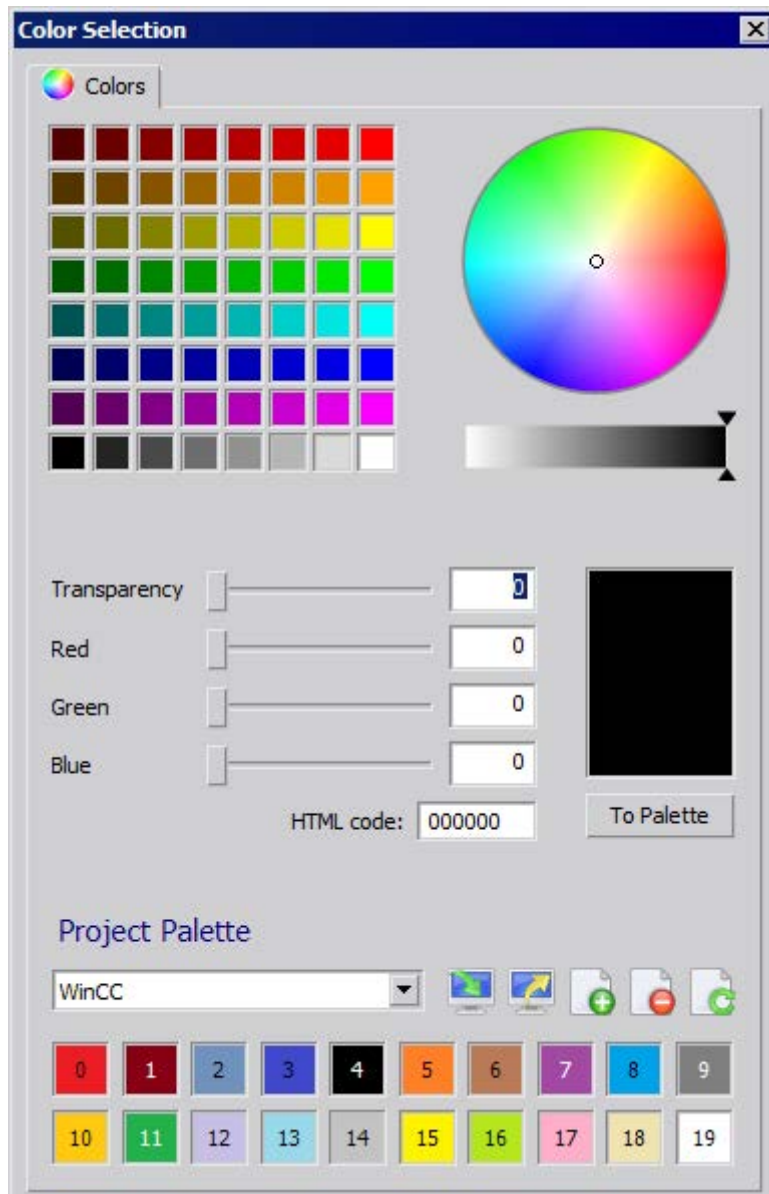 Color Selection
Colors
Transparency 0
Red 0
Green 0
Blue 0
HTML code: 000000
To Palette
Project Palette
WinCC
0 1 2 3 4 5 6 7 8 9
10 11 12 13 14 15 16 17 18 19